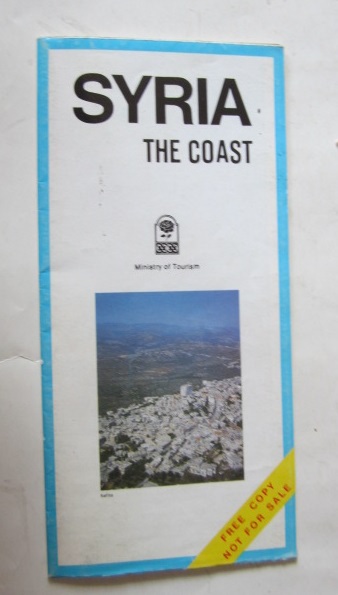 SYRIA
THE COAST
Ministry of Tourism
FREE COPY
NOT FOR SALE